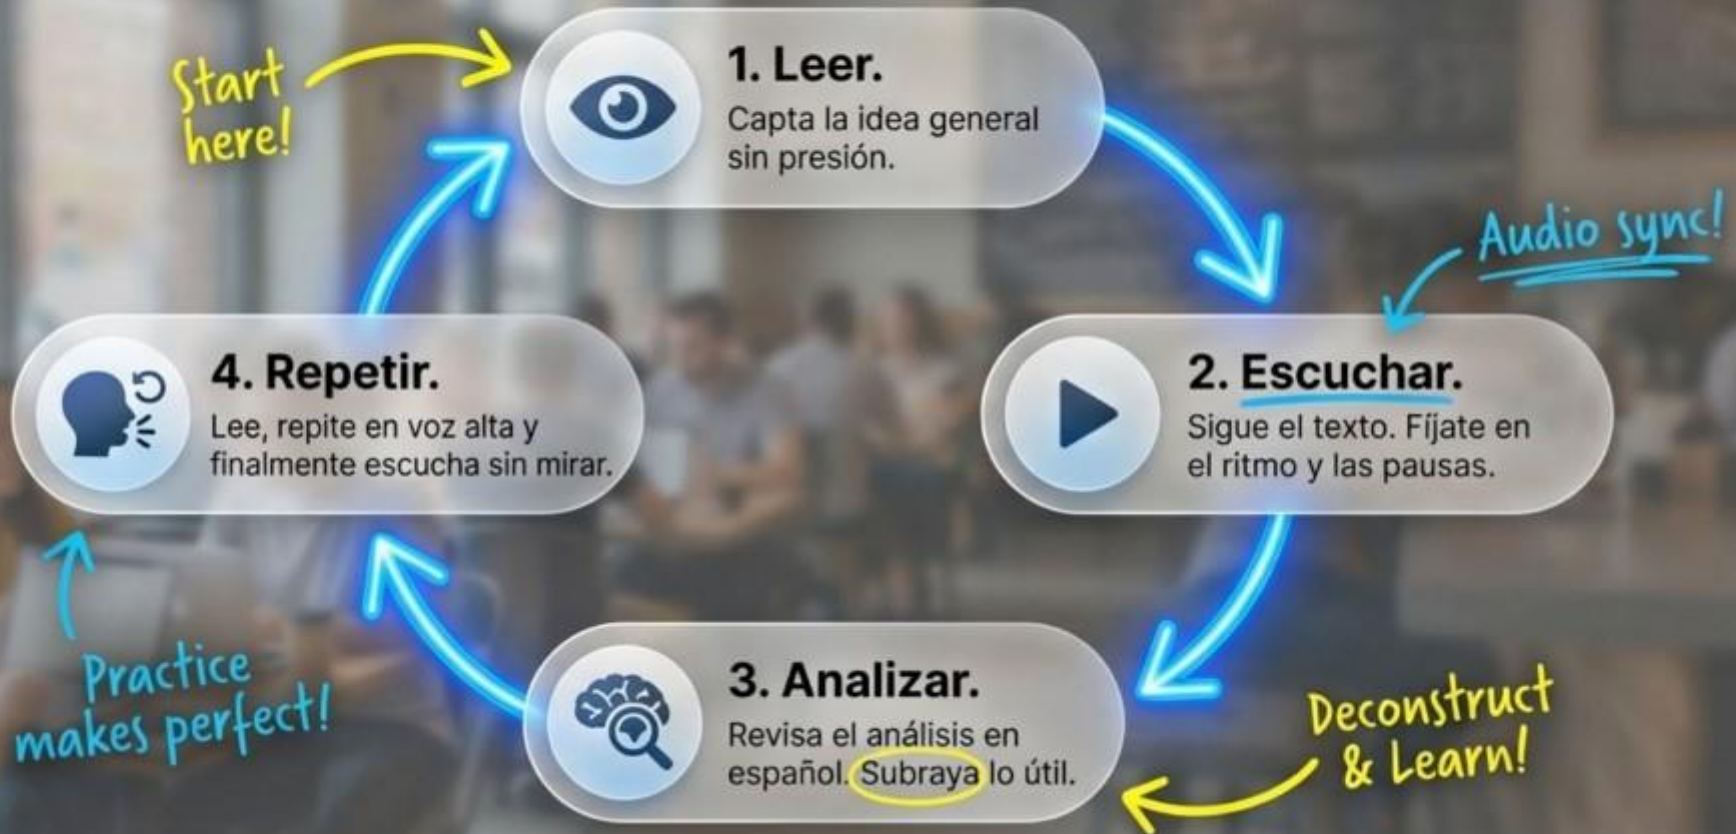 Start
here!
1. Leer.
Capta la idea general
sin presión.
Audio sync!
2. Escuchar.
Sigue el texto. Fíjate en
el ritmo y las pausas.
3. Analizar.
Revisa el análisis en
español. Subraya lo útil.
Deconstruct
& Learn!
4. Repetir.
Lee, repite en voz alta y
finalmente escucha sin mirar.
Practice
makes perfect!